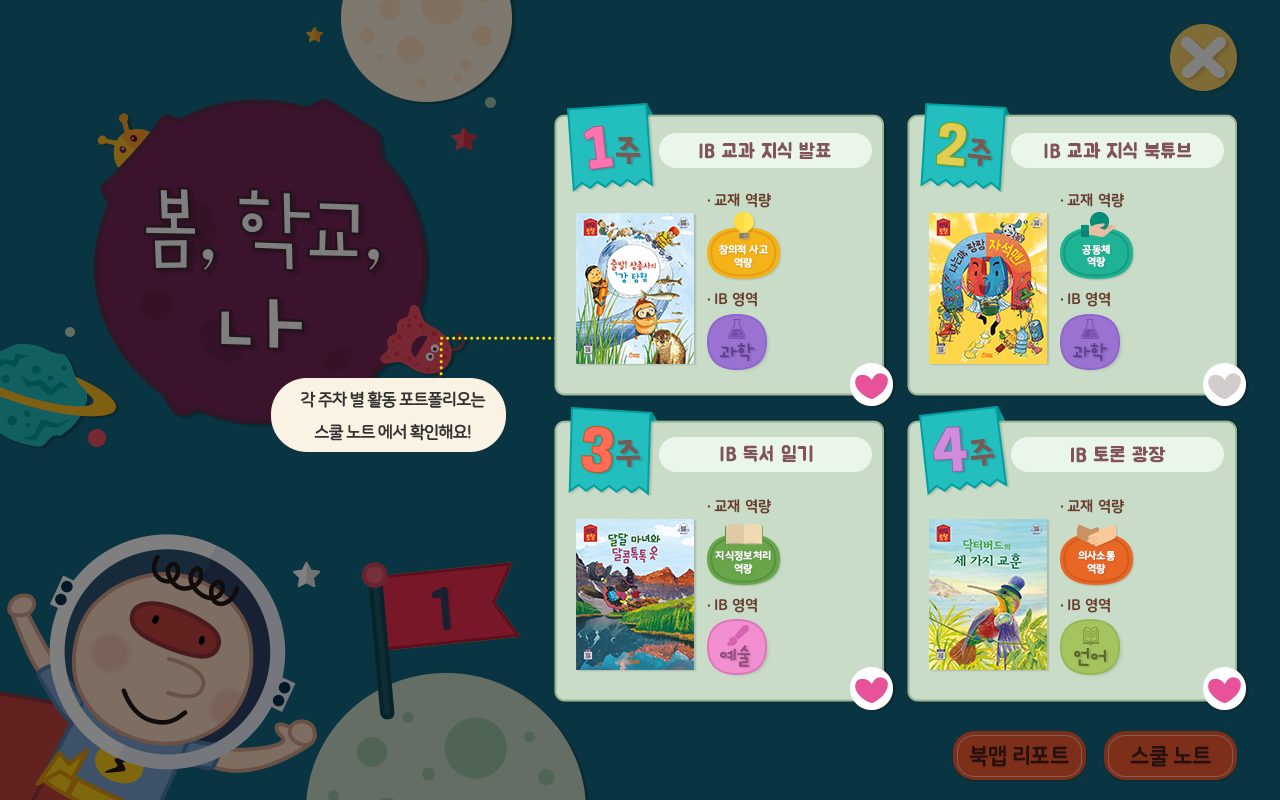 봄, 학교,
나
각 주차 별 활동 포트폴리오는
스쿨 노트 에서 확인해요!
1
1주
IB 교과 지식 발표
· 교재 역량
출발! 삼총사의
강 탐험
창의적 사고
역량
· IB 영역
과학
2주
IB 교과 지식 북튜브
· 교재 역량
나는야, 짱짱 자석맨!
공동체
역량
· IB 영역
과학
3주
IB 독서 일기
· 교재 역량
달달 마녀와
달콤톡톡 옷
지식정보처리
역량
· IB 영역
예술
4주
IB 토론 광장
· 교재 역량
닥터버드의
세 가지 교훈
의사소통
역량
· IB 영역
언어
북맵 리포트
스쿨 노트